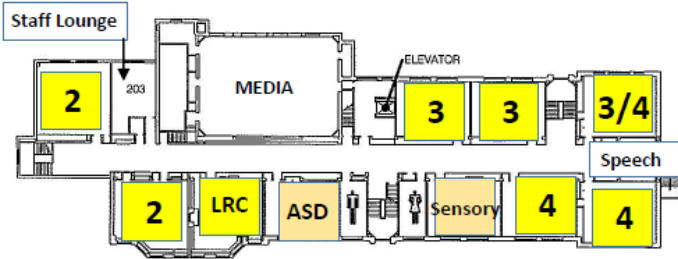 Staff Lounge
ELEVATOR
2
203
MEDIA
3
3
3/4
Speech
2
LRC
ASD
Sensory
4
4